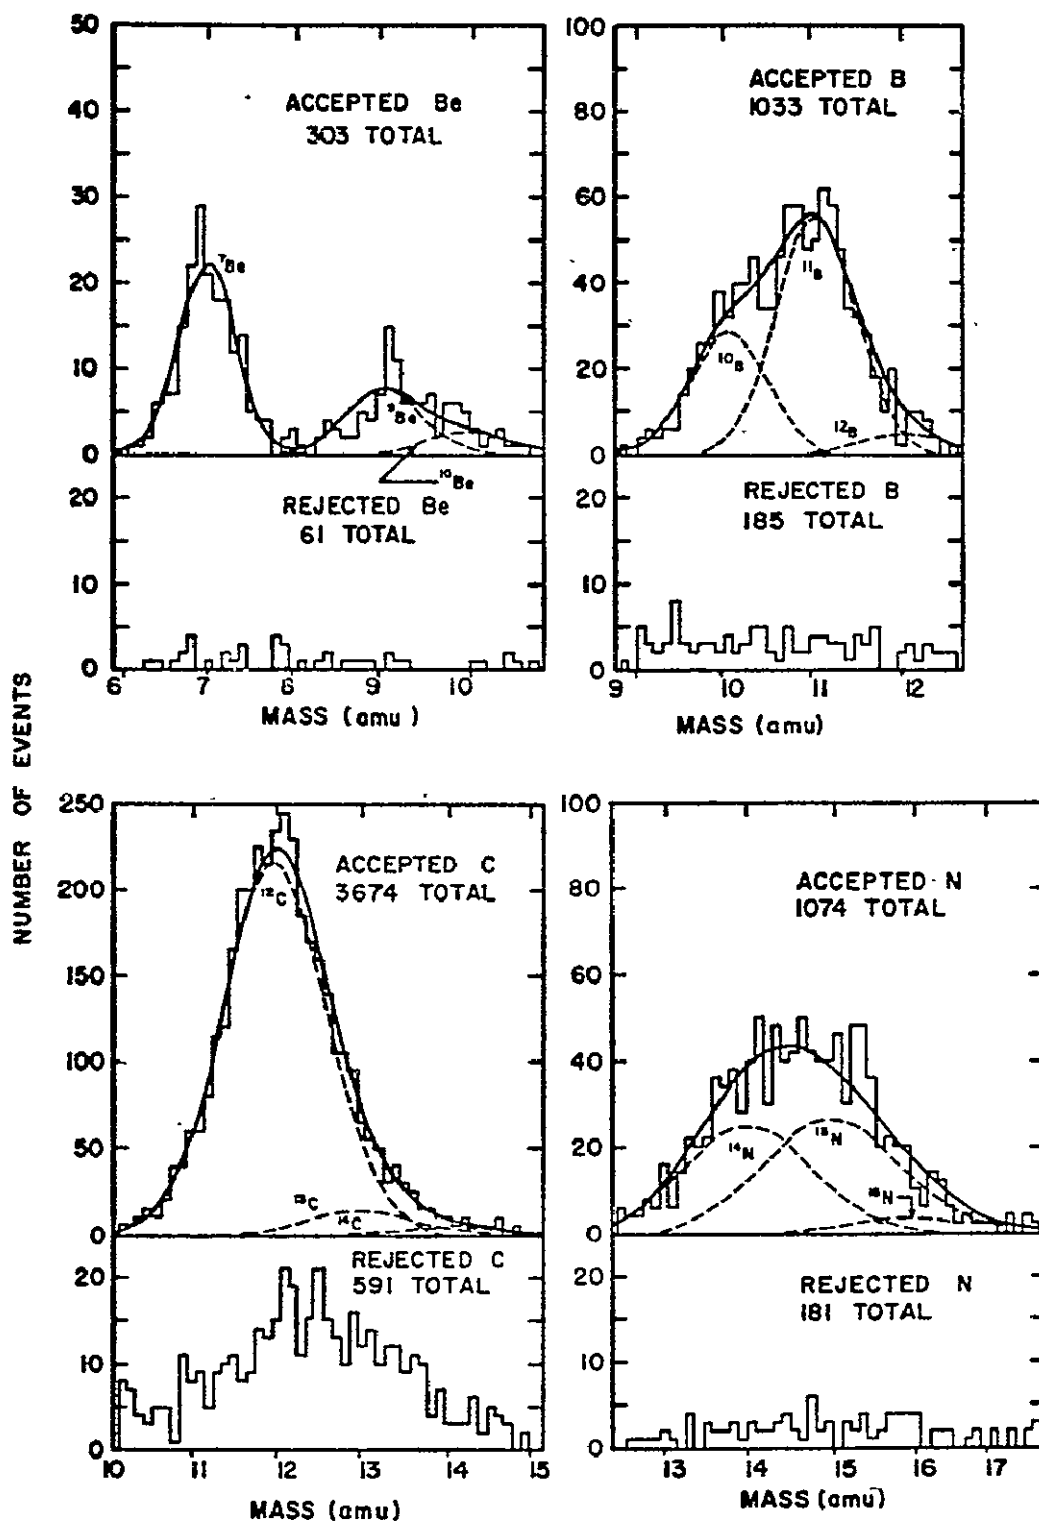 NUMBER OF EVENTS
50
40
30
20
10
0
20
10
0
ACCEPTED Be
303 TOTAL
⁷Be
⁹Be
¹⁰Be
REJECTED Be
61 TOTAL
6 7 8 9 10
MASS (amu)
100
80
60
40
20
0
20
10
0
ACCEPTED B
1033 TOTAL
¹¹B
¹⁰B
¹²B
REJECTED B
185 TOTAL
9 10 11 12
MASS (amu)
250
200
150
100
50
0
20
10
0
ACCEPTED C
3674 TOTAL
¹²C
¹³C
¹⁴C
REJECTED C
591 TOTAL
10 11 12 13 14 15
MASS (amu)
100
80
60
40
20
0
20
10
0
ACCEPTED N
1074 TOTAL
¹⁴N
¹⁵N
¹⁶N
REJECTED N
181 TOTAL
13 14 15 16 17
MASS (amu)